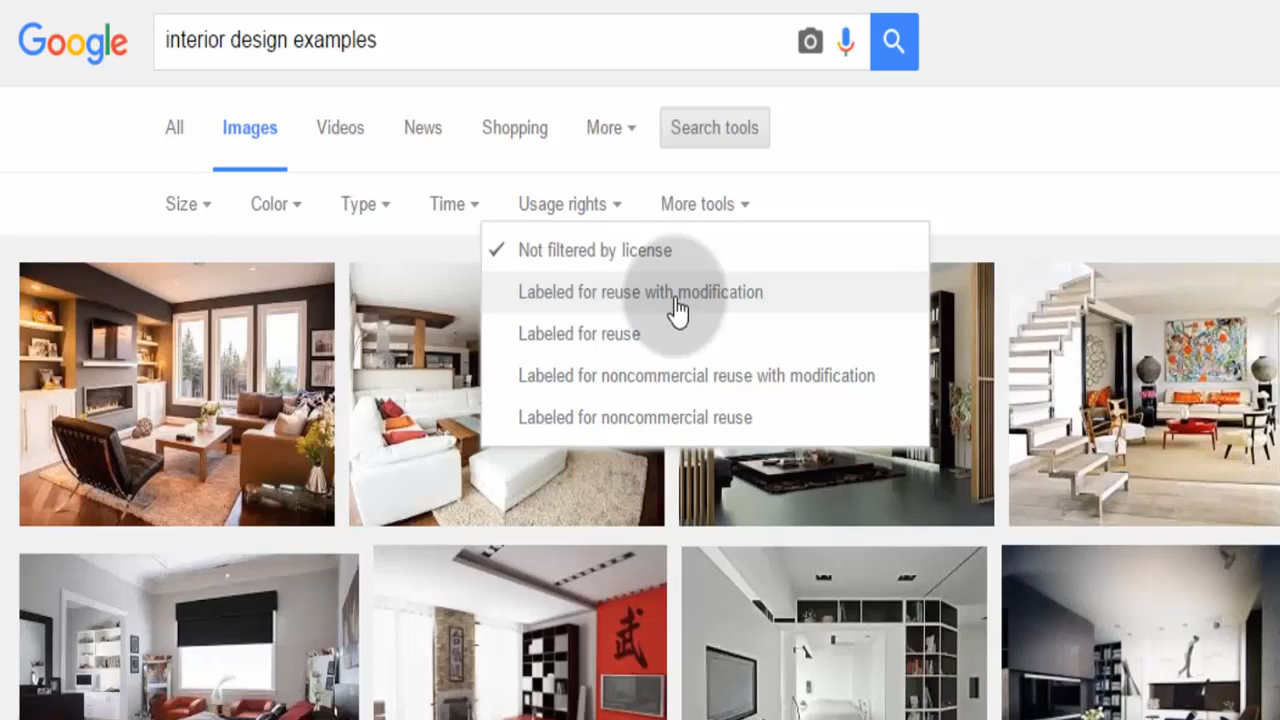 Google
interior design examples
All Images Videos News Shopping More Search tools
Size Color Type Time Usage rights More tools
Not filtered by license
Labeled for reuse with modification
Labeled for reuse
Labeled for noncommercial reuse with modification
Labeled for noncommercial reuse
武